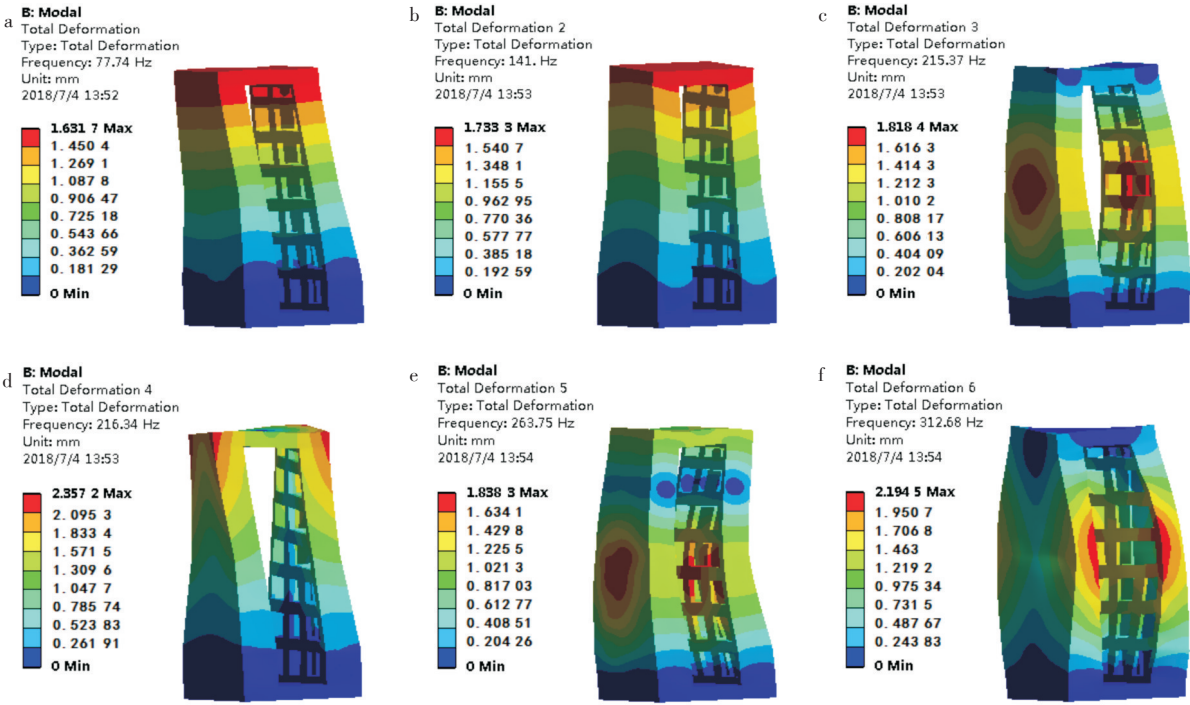 a
B: Modal
Total Deformation
Type: Total Deformation
Frequency: 77.74 Hz
Unit: mm
2018/7/4 13:52
1.631 7 Max
1. 450 4
1. 269 1
1. 087 8
0. 906 47
0. 725 18
0. 543 66
0. 362 59
0. 181 29
0 Min
b
B: Modal
Total Deformation 2
Type: Total Deformation
Frequency: 141. Hz
Unit: mm
2018/7/4 13:53
1.733 3 Max
1. 540 7
1. 348 1
1. 155 5
0. 962 95
0. 770 36
0. 577 77
0. 385 18
0. 192 59
0 Min
c
B: Modal
Total Deformation 3
Type: Total Deformation
Frequency: 215.37 Hz
Unit: mm
2018/7/4 13:53
1.818 4 Max
1. 616 3
1. 414 3
1. 212 3
1. 010 2
0. 808 17
0. 606 13
0. 404 09
0. 202 04
0 Min
d
B: Modal
Total Deformation 4
Type: Total Deformation
Frequency: 216.34 Hz
Unit: mm
2018/7/4 13:53
2.357 2 Max
2. 095 3
1. 833 4
1. 571 5
1. 309 6
1. 047 7
0. 785 74
0. 523 83
0. 261 91
0 Min
e
B: Modal
Total Deformation 5
Type: Total Deformation
Frequency: 263.75 Hz
Unit: mm
2018/7/4 13:54
1.838 3 Max
1. 634 1
1. 429 8
1. 225 5
1. 021 3
0. 817 03
0. 612 77
0. 408 51
0. 204 26
0 Min
f
B: Modal
Total Deformation 6
Type: Total Deformation
Frequency: 312.68 Hz
Unit: mm
2018/7/4 13:54
2.194 5 Max
1. 950 7
1. 706 8
1. 463
1. 219 2
0. 975 34
0. 731 5
0. 487 67
0. 243 83
0 Min